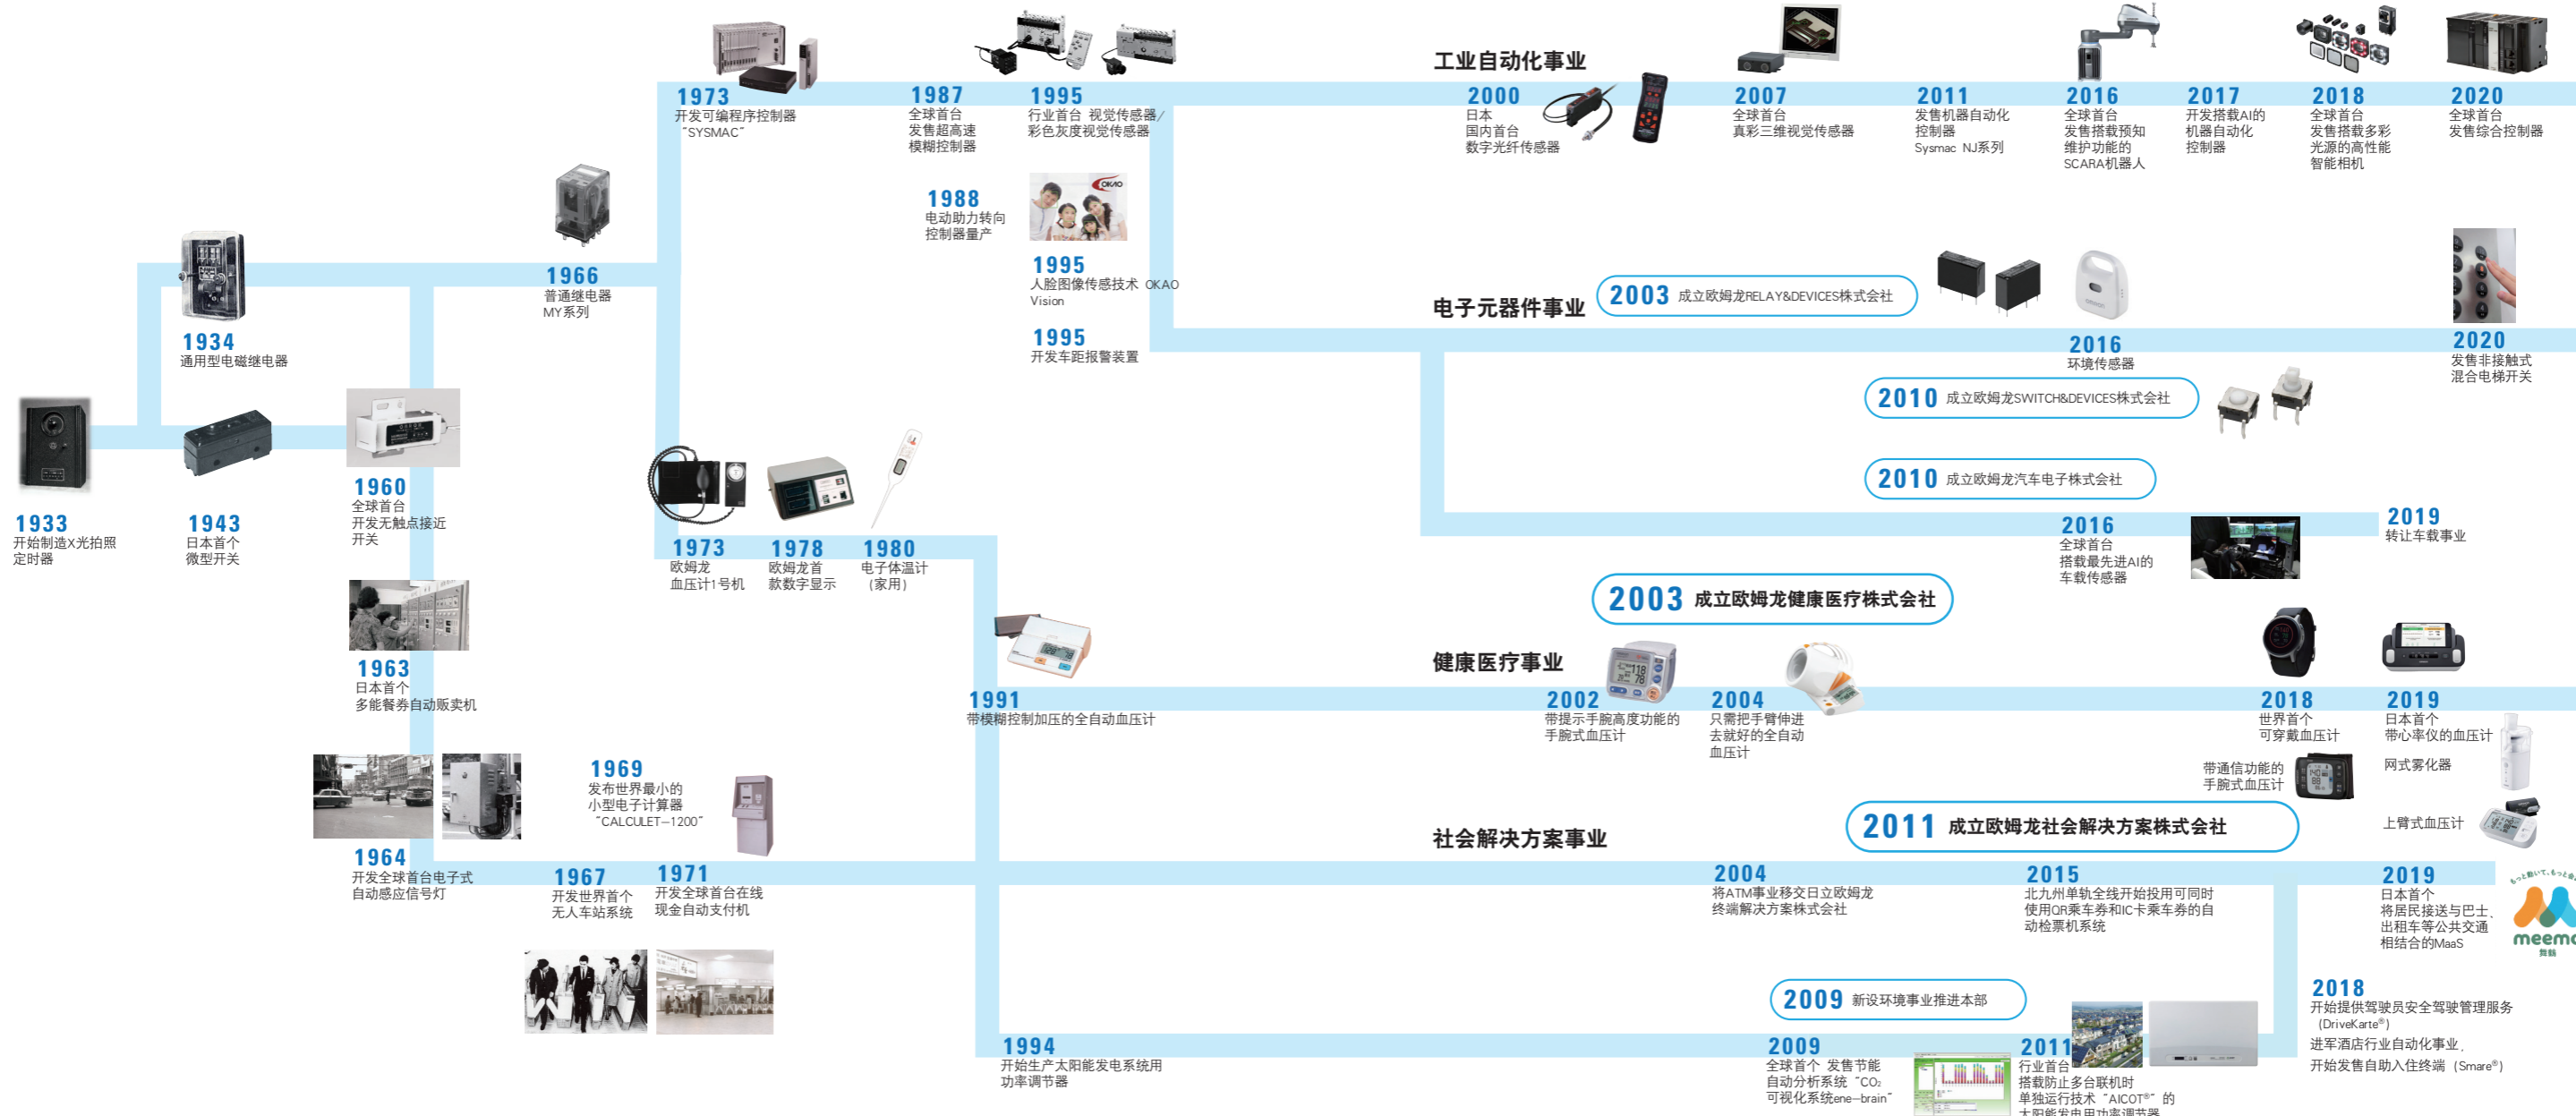 1973
开发可编程序控制器
“SYSMAC”
1987
全球首台
发售超高速
模糊控制器
1995
行业首台 视觉传感器/
彩色灰度视觉传感器
工业自动化事业
2000
日本
国内首台
数字光纤传感器
2007
全球首台
真彩三维视觉传感器
2011
发售机器自动化
控制器
Sysmac NJ系列
2016
全球首台
发售搭载预知
维护功能的
SCARA机器人
2017
开发搭载AI的
机器自动化
控制器
2018
全球首台
发售搭载多彩
光源的高性能
智能相机
2020
全球首台
发售综合控制器
1988
电动助力转向
控制器量产
OKAO
1995
人脸图像传感技术 OKAO
Vision
1995
开发车距报警装置
1966
普通继电器
MY系列
1934
通用型电磁继电器
电子元器件事业
2003 成立欧姆龙RELAY&DEVICES株式会社
2016
环境传感器
2020
发售非接触式
混合电梯开关
2010 成立欧姆龙SWITCH&DEVICES株式会社
2010 成立欧姆龙汽车电子株式会社
2016
全球首台
搭载最先进AI的
车载传感器
2019
转让车载事业
1933
开始制造X光拍照
定时器
1943
日本首个
微型开关
1960
全球首台
开发无触点接近
开关
1973
欧姆龙
血压计1号机
1978
欧姆龙首
款数字显示
1980
电子体温计
（家用）
1963
日本首个
多能餐券自动贩卖机
2003 成立欧姆龙健康医疗株式会社
健康医疗事业
1991
带模糊控制加压的全自动血压计
2002
带提示手腕高度功能的
手腕式血压计
2004
只需把手臂伸进
去就好的全自动
血压计
2018
世界首个
可穿戴血压计
带通信功能的
手腕式血压计
2019
日本首个
带心率仪的血压计
网式雾化器
上臂式血压计
1969
发布世界最小的
小型电子计算器
“CALCULET-1200”
1964
开发全球首台电子式
自动感应信号灯
1967
开发世界首个
无人车站系统
1971
开发全球首台在线
现金自动支付机
社会解决方案事业
2011 成立欧姆龙社会解决方案株式会社
2004
将ATM事业移交日立欧姆龙
终端解决方案株式会社
2015
北九州单轨全线开始投用可同时
使用QR乘车券和IC卡乘车券的自
动检票机系统
2019
日本首个
将居民接送与巴士、
出租车等公共交通
相结合的MaaS
meemo
舞鶴
1994
开始生产太阳能发电系统用
功率调节器
2009 新设环境事业推进本部
2009
全球首个 发售节能
自动分析系统“CO₂
可视化系统ene-brain”
2011
行业首台
搭载防止多台联机时
单独运行技术“AICOT®”的
太阳能发电用功率调节器
2018
开始提供驾驶员安全驾驶管理服务
（DriveKarte®）
进军酒店行业自动化事业，
开始发售自助入住终端（Smare®）